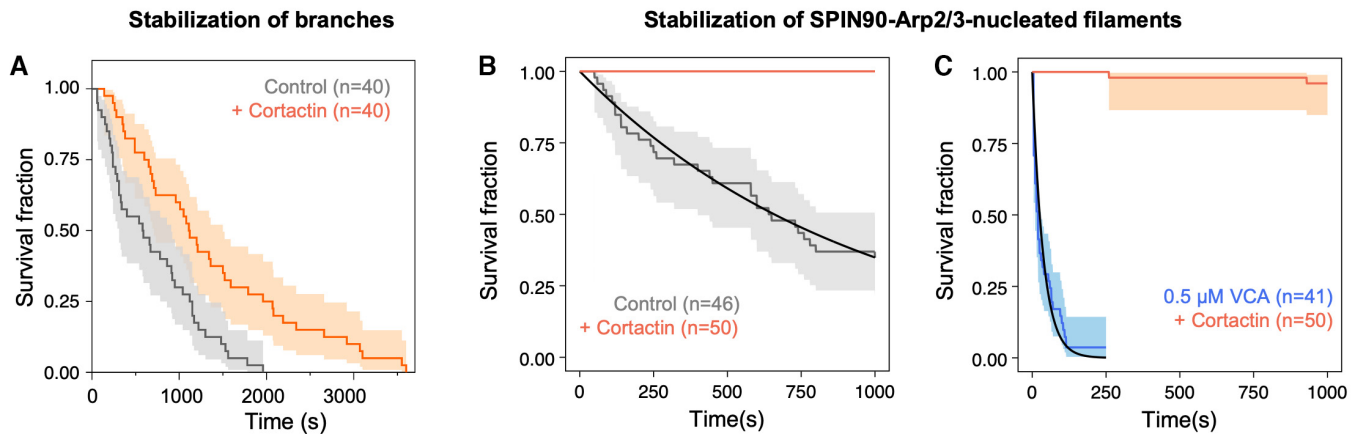 Stabilization of branches
Stabilization of SPIN90-Arp2/3-nucleated filaments
A
Control (n=40)
+ Cortactin (n=40)
Survival fraction
1.00
0.75
0.50
0.25
0.00
0
1000
2000
3000
Time (s)
B
Control (n=46)
+ Cortactin (n=50)
Survival fraction
1.00
0.75
0.50
0.25
0.00
0
250
500
750
1000
Time(s)
C
0.5 µM VCA (n=41)
+ Cortactin (n=50)
Survival fraction
1.00
0.75
0.50
0.25
0.00
0
250
500
750
1000
Time(s)